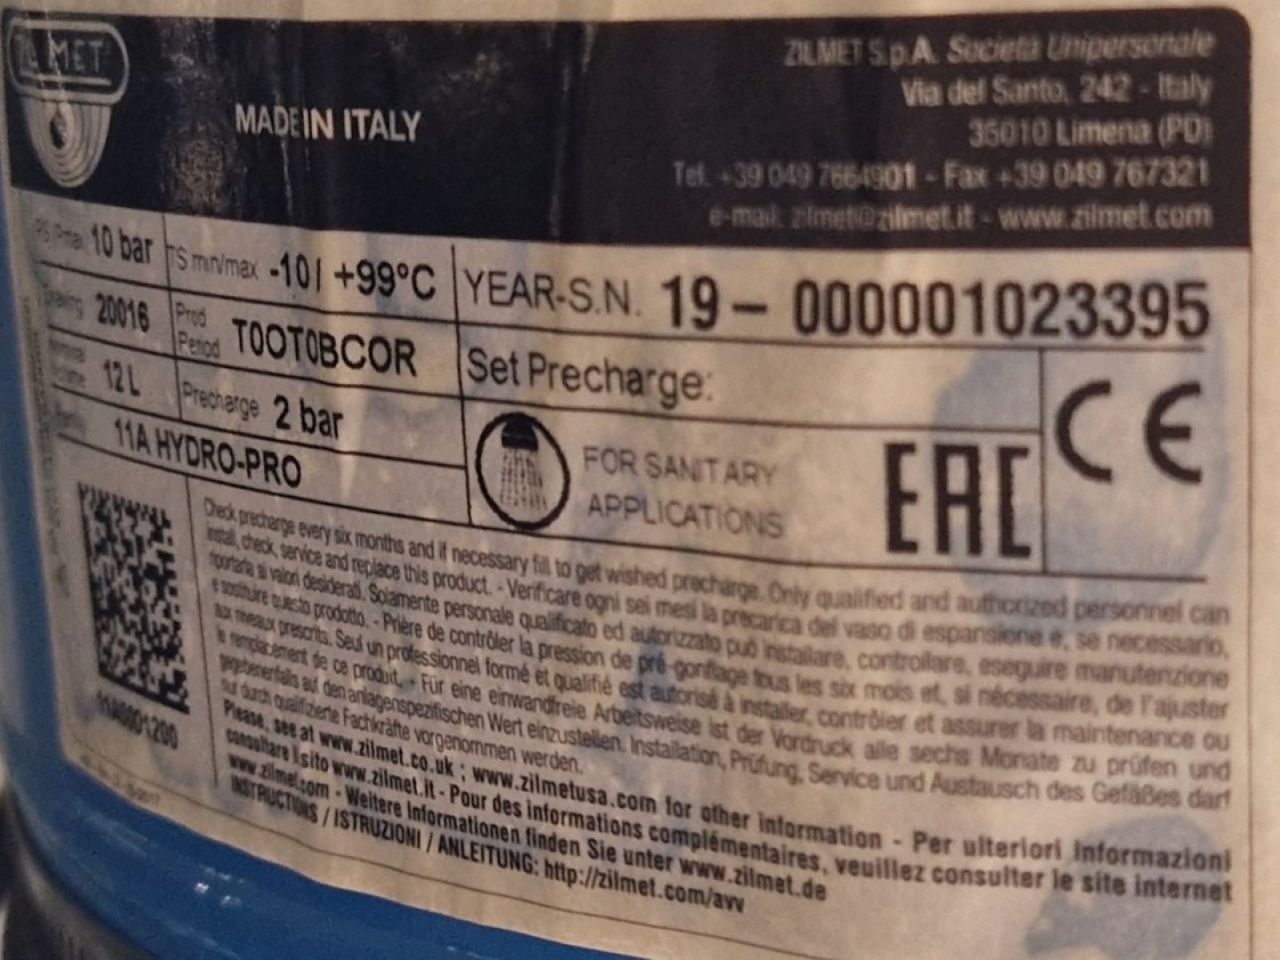 ZILMET
MADE IN ITALY
ZILMET S.p.A. Società Unipersonale
Via del Santo, 242 - Italy
35010 Limena (PD)
Tel. +39 049 7664901 - Fax +39 049 767321
e-mail: zilmet@zilmet.it - www.zilmet.com
10 bar TS min/max -10/ +99°C
YEAR-S.N. 19 - 000001023395
20016 Prod Period T0OT0BCOR
Set Precharge:
12 L Precharge 2 bar
11A HYDRO-PRO
FOR SANITARY
APPLICATIONS
EAC
CE
11A0001200
Check precharge every six months and if necessary fill to get wished precharge. Only qualified and authorized personnel can
install, check, service and replace this product. - Verificare ogni sei mesi la precarica del vaso di espansione e, se necessario,
riportarla ai valori desiderati. Solamente personale qualificato ed autorizzato può installare, controllare, eseguire manutenzione
e sostituire questo prodotto. - Prière de contrôler la pression de pré-gonflage tous les six mois et, si nécessaire, de l'ajuster
aux niveaux prescrits. Seul un professionnel formé et qualifié est autorisé à installer, contrôler et assurer la maintenance ou
le remplacement de ce produit. - Für eine einwandfreie Arbeitsweise ist der Vordruck alle sechs Monate zu prüfen und
gegebenenfalls auf den anlagenspezifischen Wert einzustellen. Installation, Prüfung, Service und Austausch des Gefäßes darf
nur durch qualifizierte Fachkräfte vorgenommen werden.
Please, see at www.zilmet.co.uk ; www.zilmetusa.com for other information - Per ulteriori informazioni
consultare il sito www.zilmet.it - Pour des informations complémentaires, veuillez consulter le site internet
www.zilmet.com - Weitere Informationen finden Sie unter www.zilmet.de
INSTRUCTIONS / ISTRUZIONI / ANLEITUNG: http://zilmet.com/avv